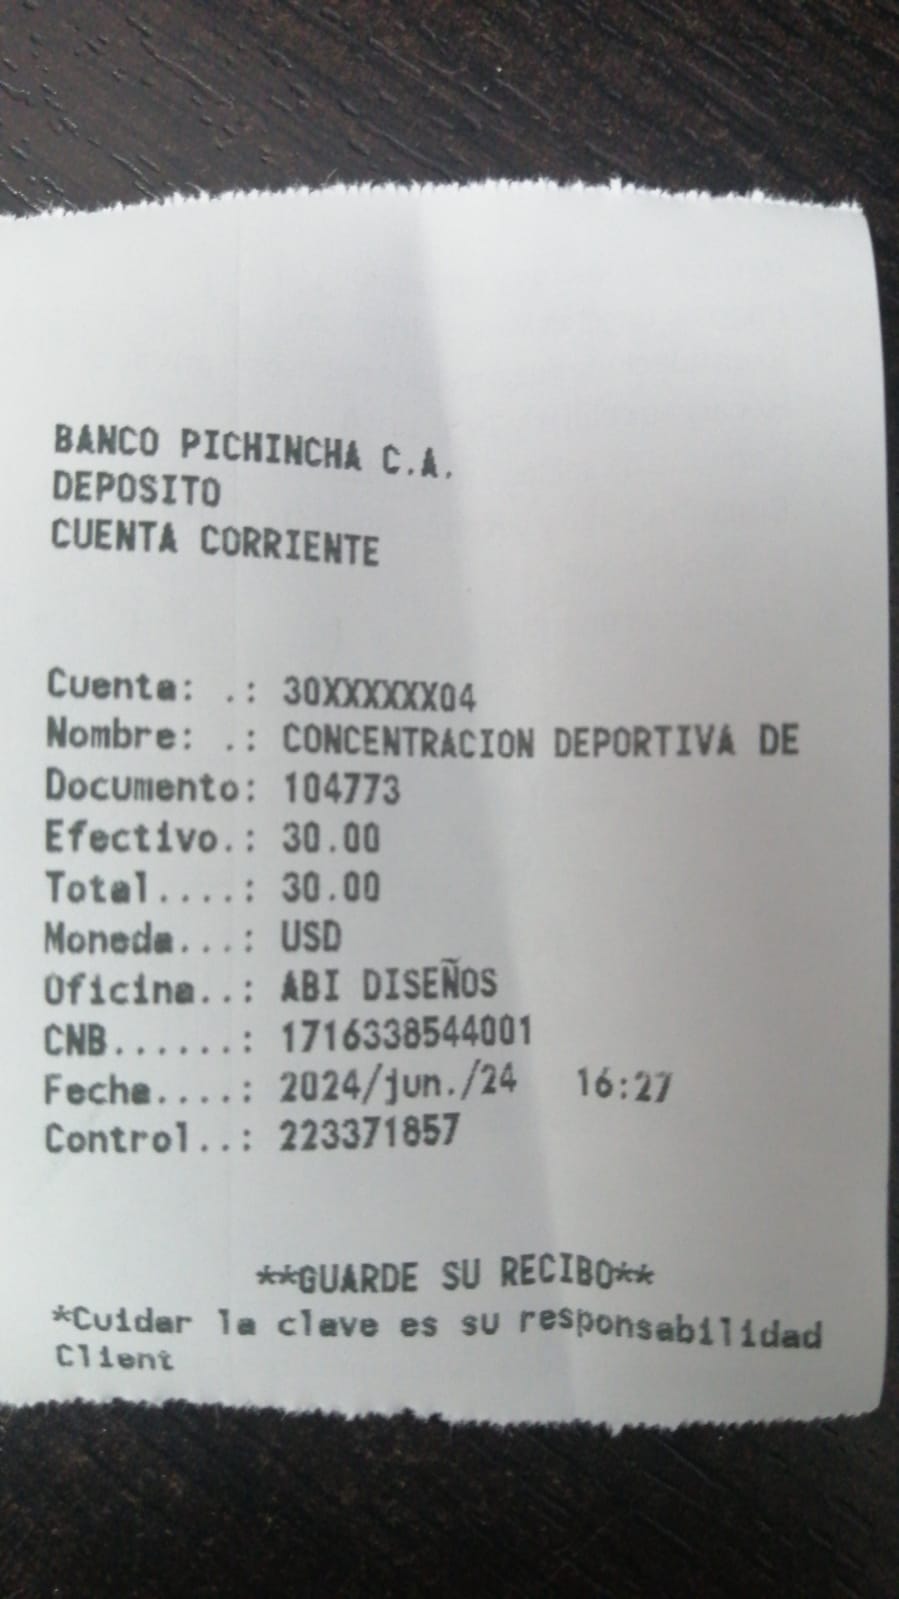 BANCO PICHINCHA C.A.
DEPOSITO
CUENTA CORRIENTE
Cuenta: .: 30XXXXXX04
Nombre: .: CONCENTRACION DEPORTIVA DE
Documento: 104773
Efectivo.: 30.00
Total....: 30.00
Moneda...: USD
Oficina..: ABI DISEÑOS
CNB......: 1716338544001
Fecha....: 2024/jun./24 16:27
Control..: 223371857
**GUARDE SU RECIBO**
*Cuidar la clave es su responsabilidad
Client